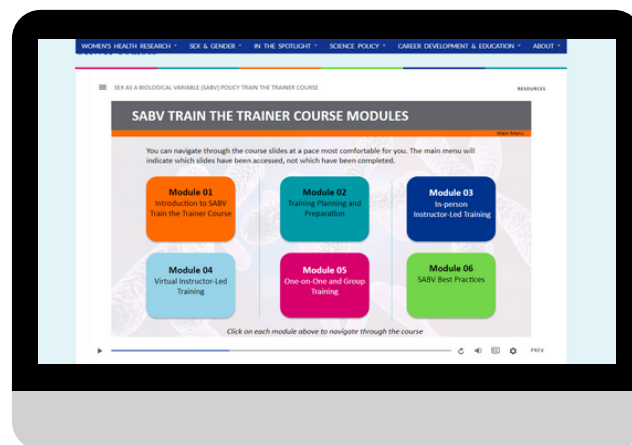 WOMEN'S HEALTH RESEARCH SEX & GENDER IN THE SPOTLIGHT SCIENCE POLICY CAREER DEVELOPMENT & EDUCATION ABOUT
SEX AS A BIOLOGICAL VARIABLE (SABV) POLICY TRAIN THE TRAINER COURSE RESOURCES
SABV TRAIN THE TRAINER COURSE MODULES
Main Menu
You can navigate through the course slides at a pace most comfortable for you. The main menu will
indicate which slides have been accessed, not which have been completed.
Module 01
Introduction to SABV
Train the Trainer Course
Module 02
Training Planning and
Preparation
Module 03
In-person
Instructor-Led Training
Module 04
Virtual Instructor-Led
Training
Module 05
One-on-One and Group
Training
Module 06
SABV Best Practices
Click on each module above to navigate through the course
PREV